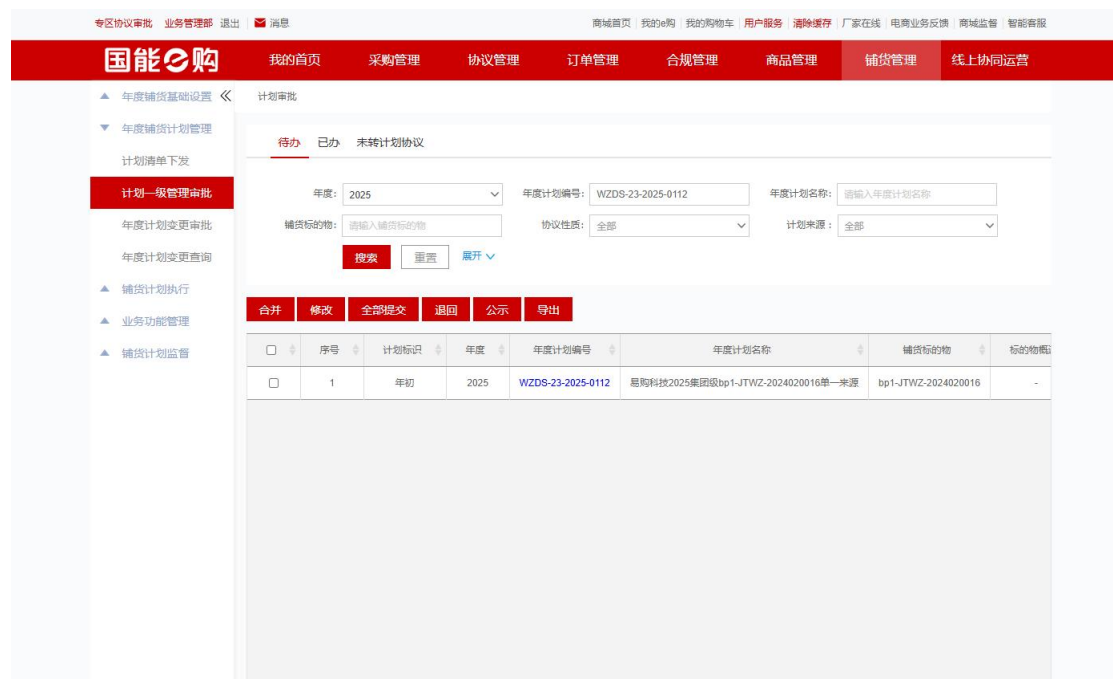 专区协议审批 业务管理部 退出 消息 商城首页 我的e购 我的购物车 用户服务 清除缓存 厂家在线 电商业务反馈 商城监督 智能客服
国能e购 我的首页 采购管理 协议管理 订单管理 合规管理 商品管理 铺货管理 线上协同运营
年度铺货基础设置
年度铺货计划管理
计划清单下发
计划一级管理审批
年度计划变更审批
年度计划变更查询
铺货计划执行
业务功能管理
铺货计划监督
计划审批
待办 已办 未转计划协议
年度: 2025 年度计划编号: WZDS-23-2025-0112 年度计划名称: 请输入年度计划名称
铺货标的物: 请输入铺货标的物 协议性质: 全部 计划来源: 全部
搜索 重置 展开
合并 修改 全部提交 退回 公示 导出
序号 计划标识 年度 年度计划编号 年度计划名称 铺货标的物 标的物概
1 年初 2025 WZDS-23-2025-0112 易购科技2025集团级bp1-JTWZ-2024020016单一来源 bp1-JTWZ-2024020016 -